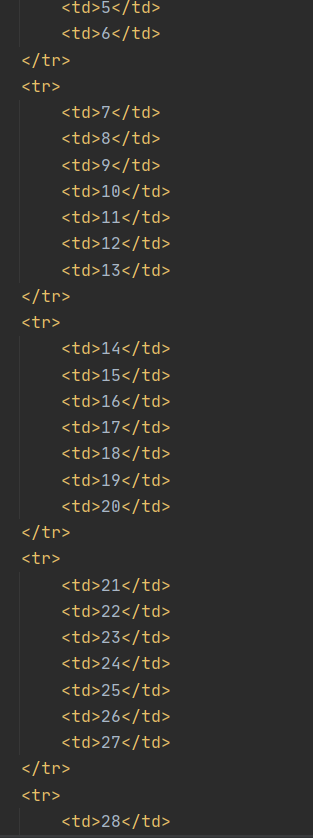 <td>5</td>
<td>6</td>
</tr>
<tr>
<td>7</td>
<td>8</td>
<td>9</td>
<td>10</td>
<td>11</td>
<td>12</td>
<td>13</td>
</tr>
<tr>
<td>14</td>
<td>15</td>
<td>16</td>
<td>17</td>
<td>18</td>
<td>19</td>
<td>20</td>
</tr>
<tr>
<td>21</td>
<td>22</td>
<td>23</td>
<td>24</td>
<td>25</td>
<td>26</td>
<td>27</td>
</tr>
<tr>
<td>28</td>